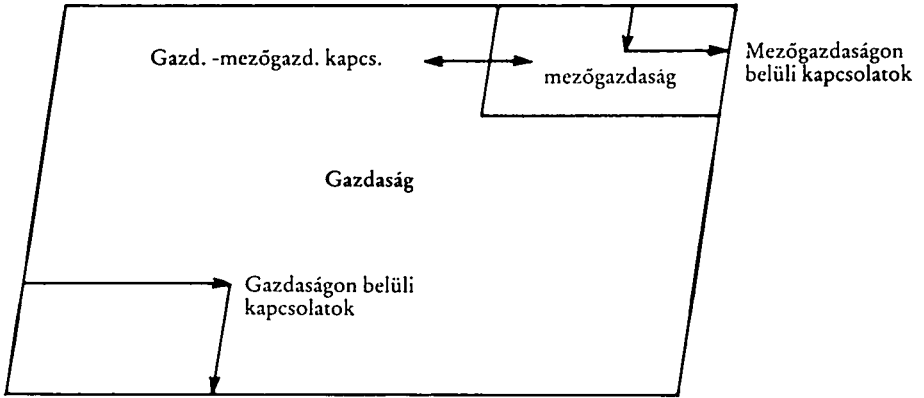 Gazd. -mezőgazd. kapcs.
mezőgazdaság
Mezőgazdaságon
belüli kapcsolatok
Gazdaság
Gazdaságon belüli
kapcsolatok